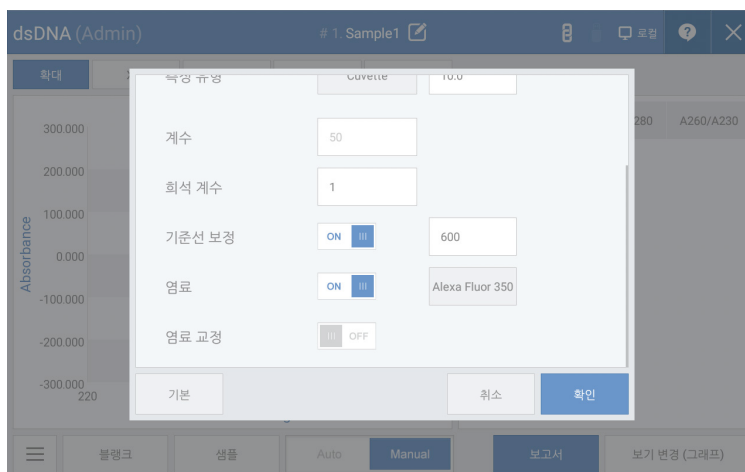 dsDNA (Admin)
# 1. Sample1
로컬
?
확대
280 A260/A230
측정 유형 Cuvette 10.0
계수 50
희석 계수 1
기준선 보정 ON 600
염료 ON Alexa Fluor 350
염료 교정 OFF
기본 취소 확인
Absorbance
300.000
200.000
100.000
0.000
-100.000
-200.000
-300.000
220
블랭크 샘플 Auto Manual 보고서 보기 변경 (그래프)